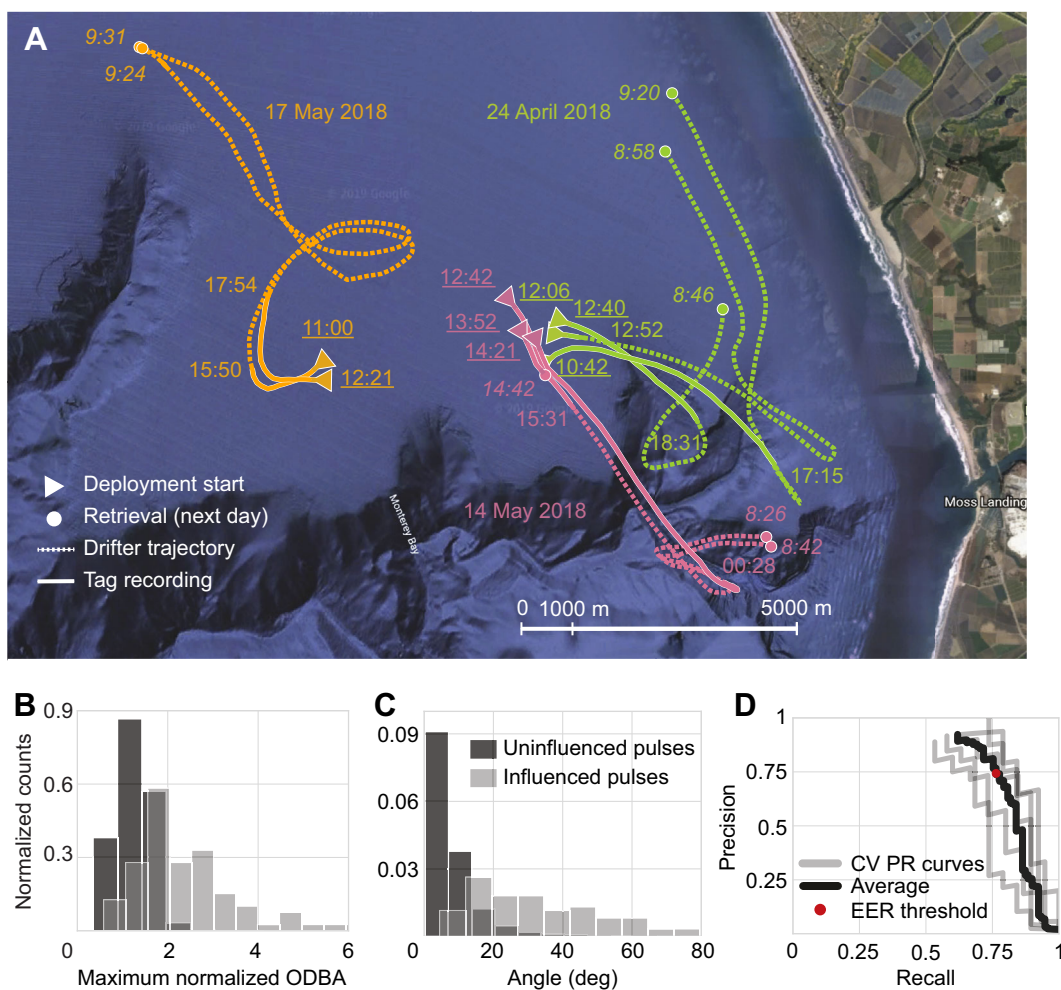 A
9:31
9:24
17 May 2018
© 2019 Google
24 April 2018
9:20
8:58
© 2019 Google
17:54
11:00
15:50
12:21
12:42
12:06
12:40
8:46
13:52
12:52
14:21
10:42
14:42
15:31
18:31
17:15
Deployment start
Retrieval (next day)
Drifter trajectory
Tag recording
Monterey Bay
14 May 2018
Moss Landing
8:26
8:42
00:28
0 1000 m 5000 m
B
Normalized counts
0.9
0.6
0.3
0 2 4 6
Maximum normalized ODBA
C
0.09
0.06
0.03
Uninfluenced pulses
Influenced pulses
0 20 40 60 80
Angle (deg)
D
Precision
1
0.75
0.5
0.25
CV PR curves
Average
EER threshold
0 0.25 0.5 0.75 1
Recall